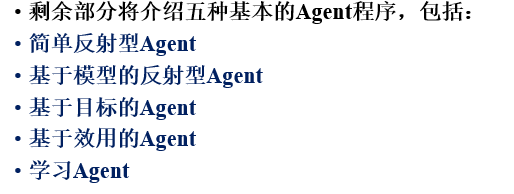 • 剩余部分将介绍五种基本的Agent程序，包括：
• 简单反射型Agent
• 基于模型的反射型Agent
• 基于目标的Agent
• 基于效用的Agent
• 学习Agent